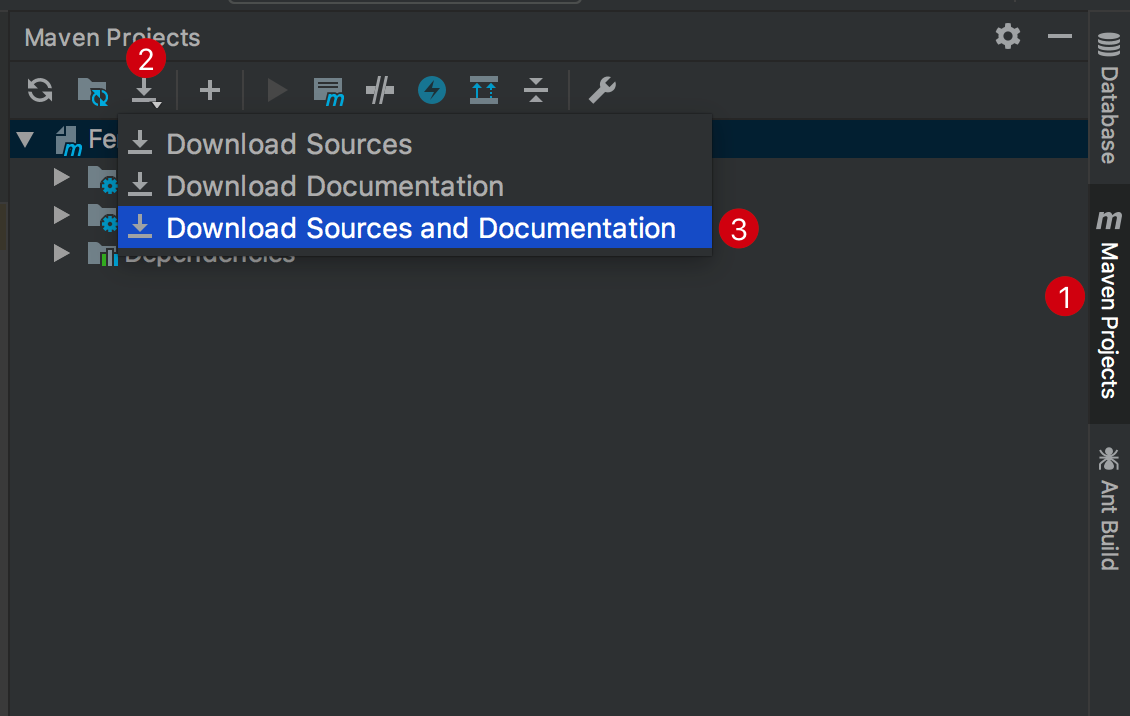 Maven Projects
2
Fe
Download Sources
Download Documentation
Download Sources and Documentation
3
Dependencies
Database
m Maven Projects
1
Ant Build